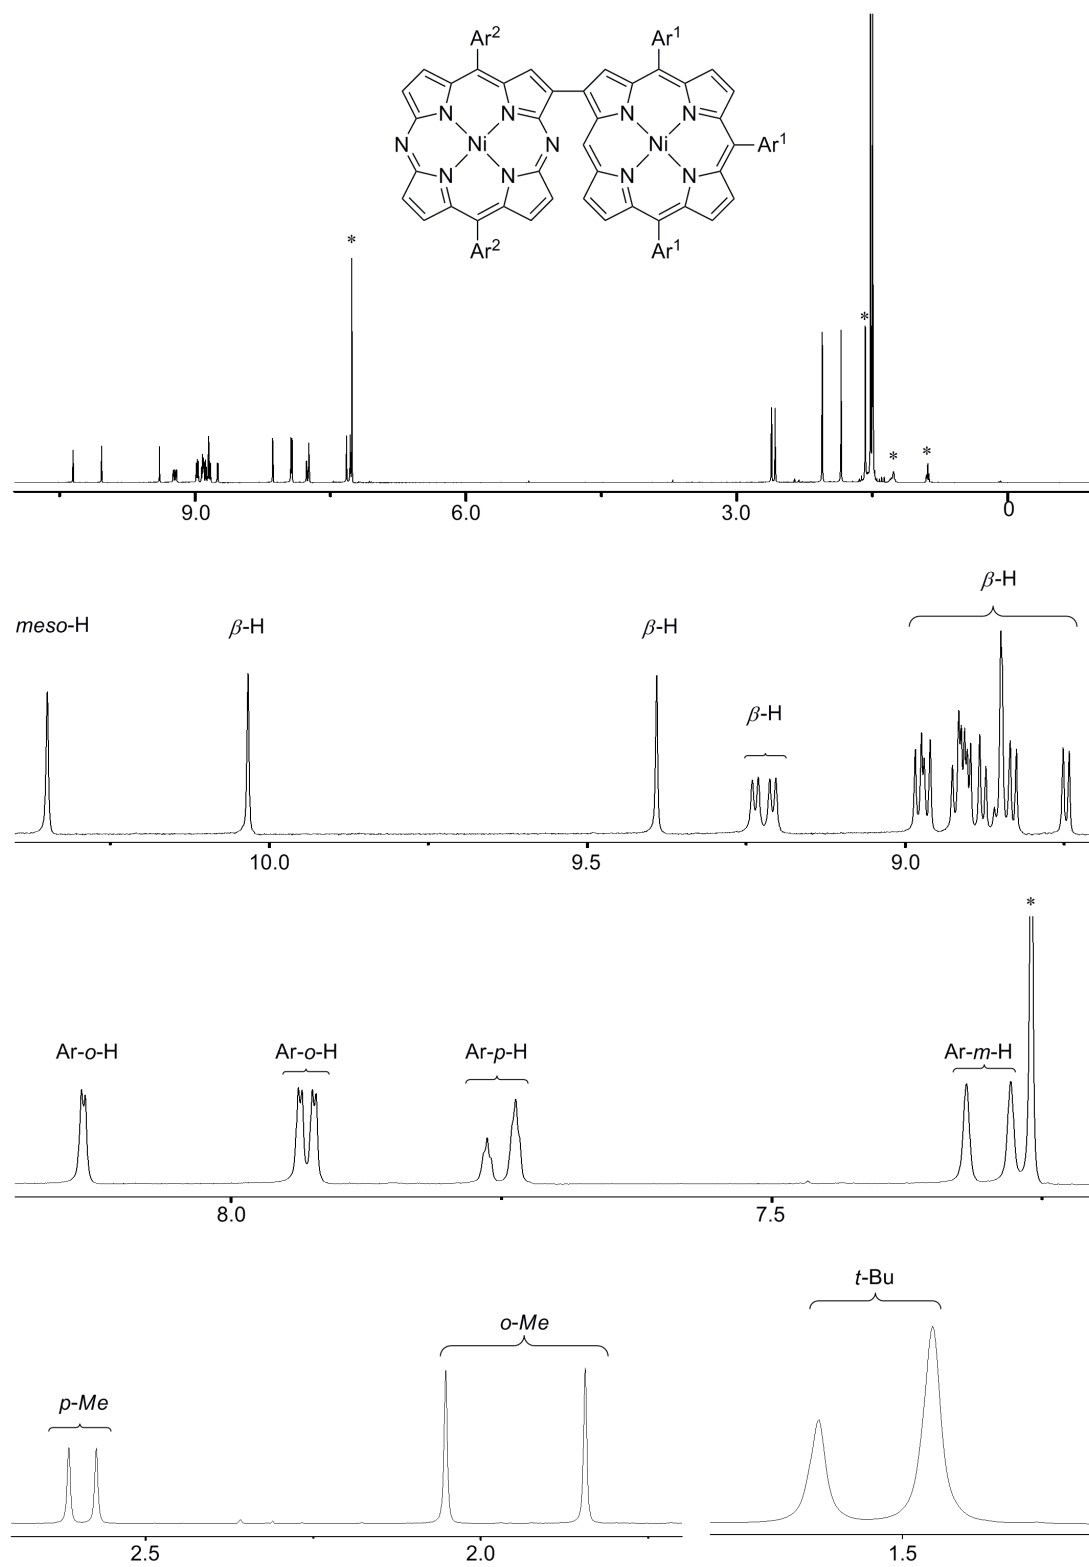 Ar² Ar¹
N N N N
N Ni N Ni Ar¹
N N N N
Ar² Ar¹
*
*
* *
9.0 6.0 3.0 0
β-H
meso-H β-H β-H
β-H
10.0 9.5 9.0
*
Ar-o-H Ar-o-H Ar-p-H Ar-m-H
8.0 7.5
t-Bu
o-Me
p-Me
2.5 2.0 1.5